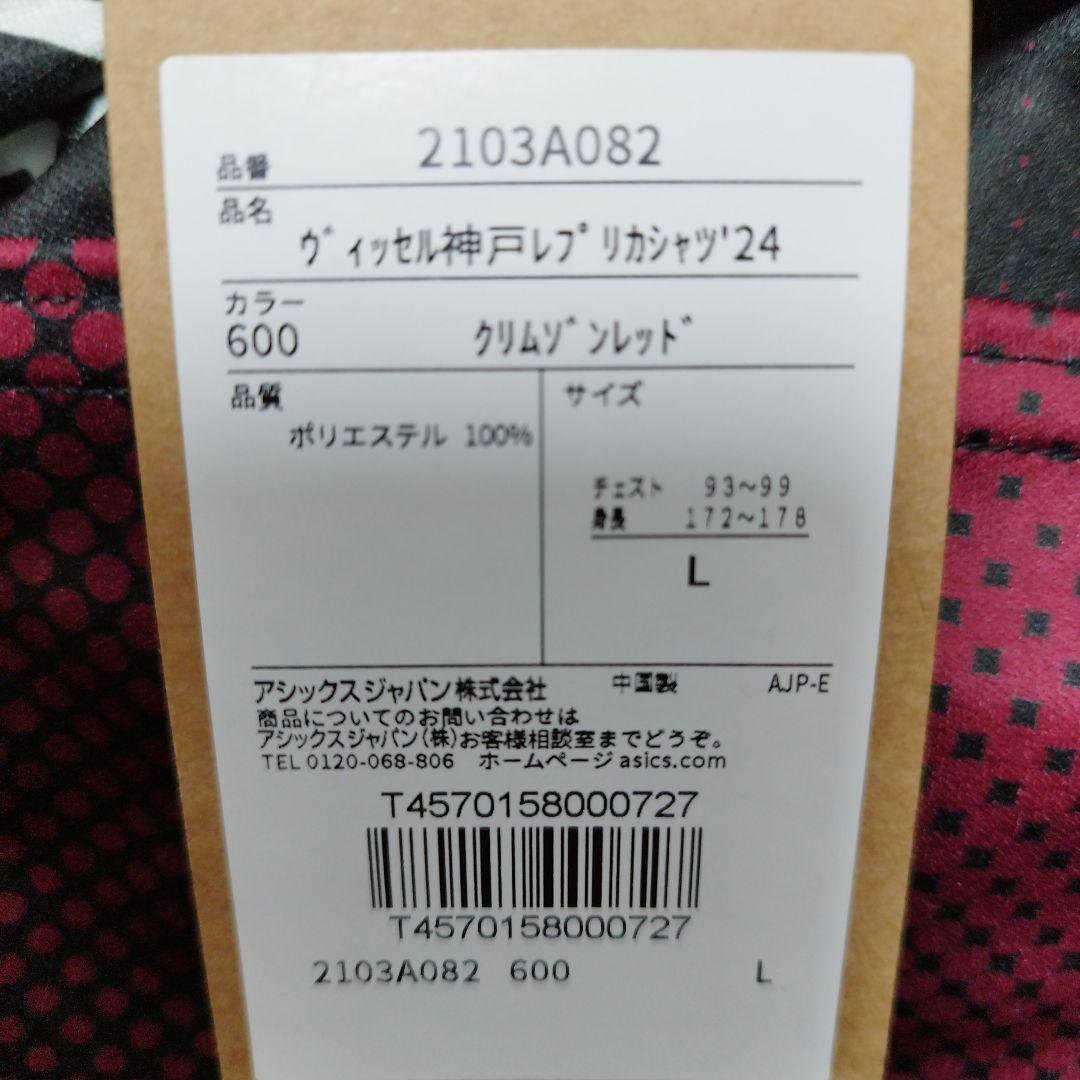 品番 2103A082
品名
ｳﾞｨｯｾﾙ神戸ﾚﾌﾟﾘｶｼｬﾂ'24
カラー
600 ｸﾘﾑｿﾞﾝﾚｯﾄﾞ
品質 サイズ
ポリエステル 100%
チェスト 93～99
身長 172～178
L
アシックスジャパン株式会社 中国製 AJP-E
商品についてのお問い合わせは
アシックスジャパン(株)お客様相談室までどうぞ。
TEL 0120-068-806 ホームページ asics.com
T4570158000727
T4570158000727
2103A082 600 L